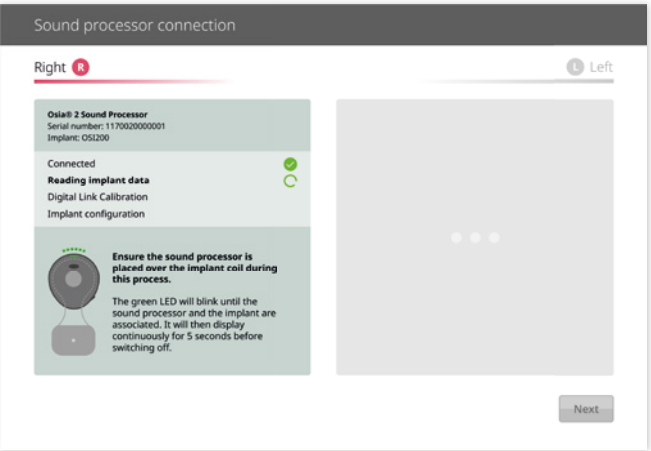 Sound processor connection
Right R
L Left
Osia® 2 Sound Processor
Serial number: 1170020000001
Implant: OSI200
Connected
Reading implant data
Digital Link Calibration
Implant configuration
Ensure the sound processor is
placed over the implant coil during
this process.
The green LED will blink until the
sound processor and the implant are
associated. It will then display
continuously for 5 seconds before
switching off.
Next